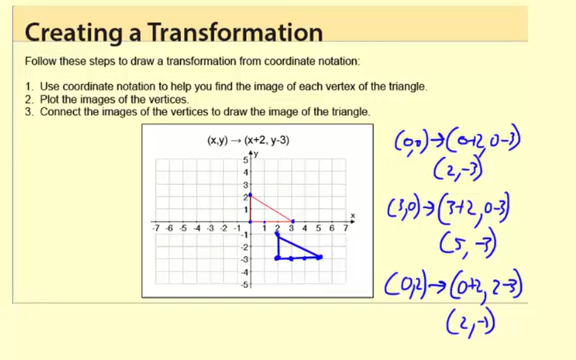 Creating a Transformation
Follow these steps to draw a transformation from coordinate notation:
1. Use coordinate notation to help you find the image of each vertex of the triangle.
2. Plot the images of the vertices.
3. Connect the images of the vertices to draw the image of the triangle.
(x,y) → (x+2, y-3)
y
5
4
3
2
1
x
-7 -6 -5 -4 -3 -2 -1 1 2 3 4 5 6 7
-1
-2
-3
-4
-5
(0,0)→(0+2, 0-3)
(2,-3)
(3,0)→(3+2, 0-3)
(5, -3)
(0,2)→(0+2, 2-3)
(2,-1)